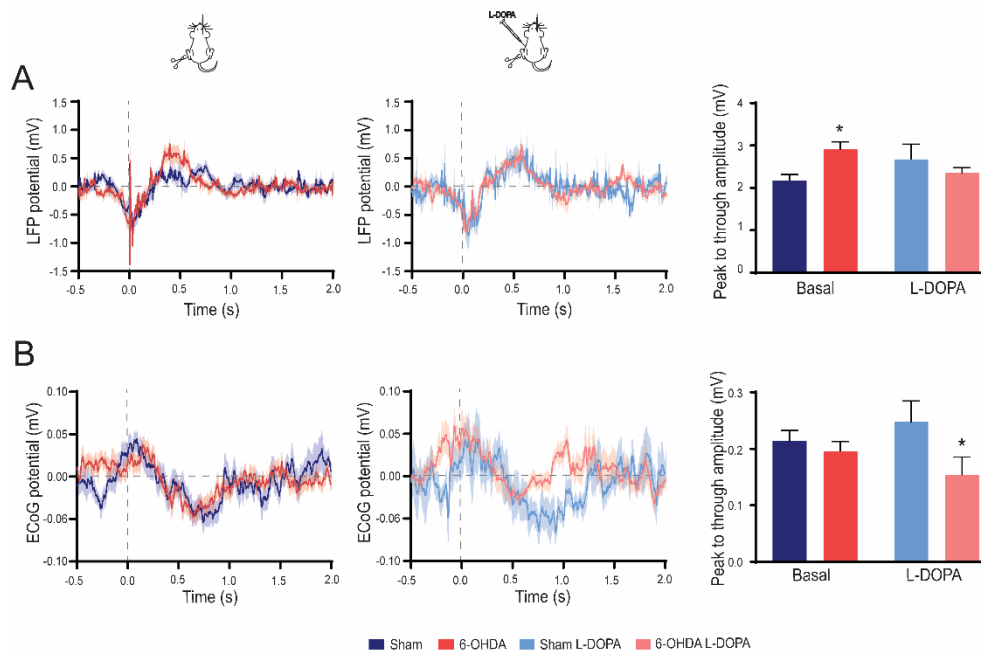 L-DOPA
A
LFP potential (mV)
1.5
1.0
0.5
0.0
-0.5
-1.0
-1.5
-0.5 0.0 0.5 1.0 1.5 2.0
Time (s)
LFP potential (mV)
1.5
1.0
0.5
0.0
-0.5
-1.0
-1.5
-0.5 0.0 0.5 1.0 1.5 2.0
Time (s)
Peak to through amplitude (mV)
4
3
2
2
0
*
Basal L-DOPA
B
ECoG potential (mV)
0.10
0.05
0.00
-0.06
-0.10
-0.5 0.0 0.5 1.0 1.5 2.0
Time (s)
ECoG potential (mV)
0.10
0.05
0.00
-0.06
-0.10
-0.5 0.0 0.5 1.0 1.5 2.0
Time (s)
Peak to through amplitude (mV)
0.3
0.2
0.2
0.0
*
Basal L-DOPA
Sham 6-OHDA Sham L-DOPA 6-OHDA L-DOPA